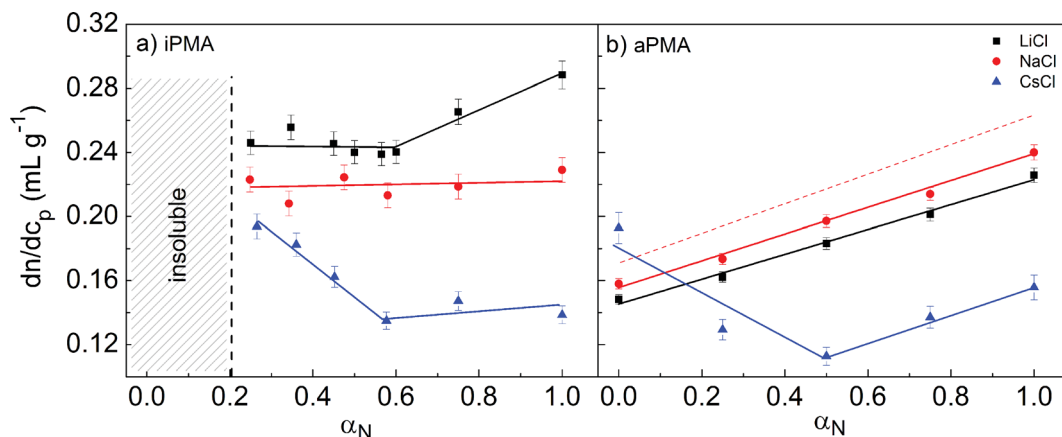 a) iPMA
b) aPMA
LiCl
NaCl
CsCl
insoluble
dn/dcₚ (mL g⁻¹)
0.32
0.28
0.24
0.20
0.16
0.12
0.0 0.2 0.4 0.6 0.8 1.0
0.0 0.2 0.4 0.6 0.8 1.0
α_N
α_N